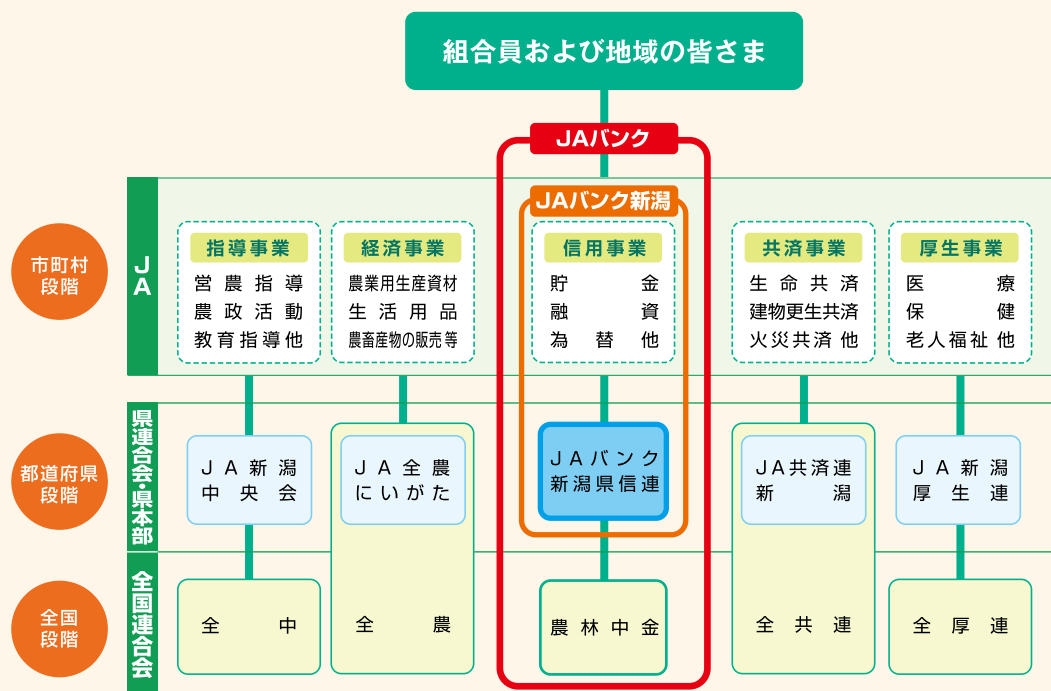 組合員および地域の皆さま
JAバンク
JAバンク新潟
市町村
段階
JA
指導事業
営農指導
農政活動
教育指導他
経済事業
農業用生産資材
生活用品
農畜産物の販売等
信用事業
貯金
融資
為替他
共済事業
生命共済
建物更生共済
火災共済他
厚生事業
医療
保健
老人福祉他
都道府県
段階
県連合会・県本部
JA新潟
中央会
JA全農
にいがた
JAバンク
新潟県信連
JA共済連
新潟
JA新潟
厚生連
全国
段階
全国連合会
全中
全農
農林中金
全共連
全厚連